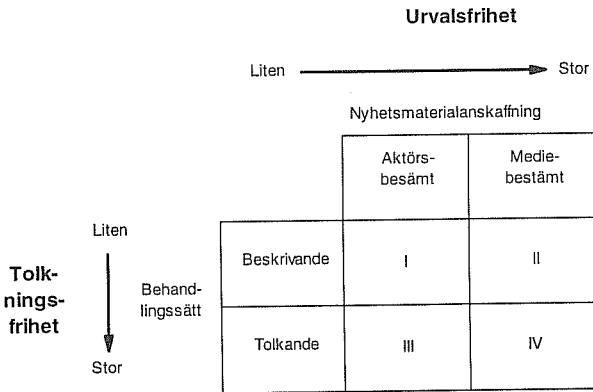 Urvalsfrihet
Liten
Stor
Nyhetsmaterialanskaffning
Aktörs-
besämt
Medie-
bestämt
Liten
Tolk-
nings-
frihet
Stor
Behand-
lingssätt
Beskrivande
I
II
Tolkande
III
IV